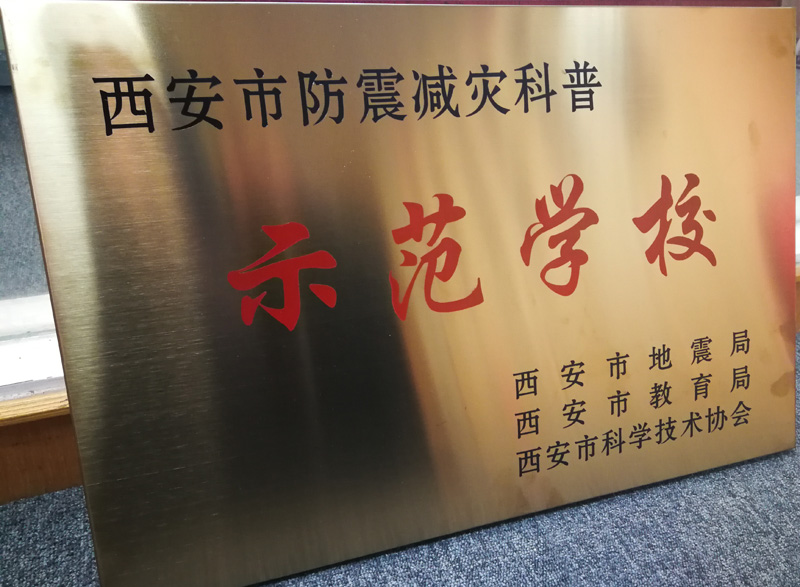 西安市防震减灾科普
示范学校
西安市地震局
西安市教育局
西安市科学技术协会